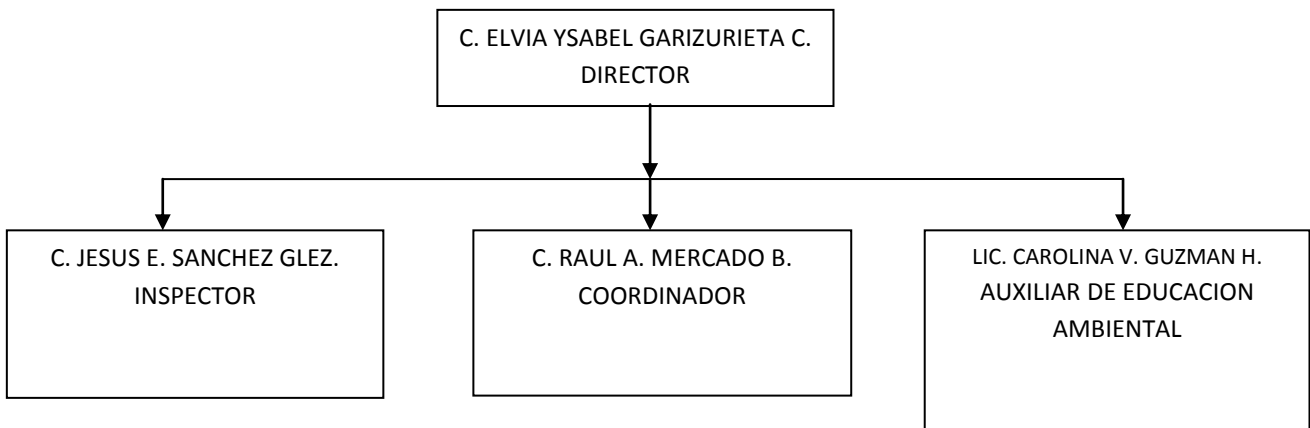 C. ELVIA YSABEL GARIZURIETA C.
DIRECTOR
C. JESUS E. SANCHEZ GLEZ.
INSPECTOR
C. RAUL A. MERCADO B.
COORDINADOR
LIC. CAROLINA V. GUZMAN H.
AUXILIAR DE EDUCACION
AMBIENTAL